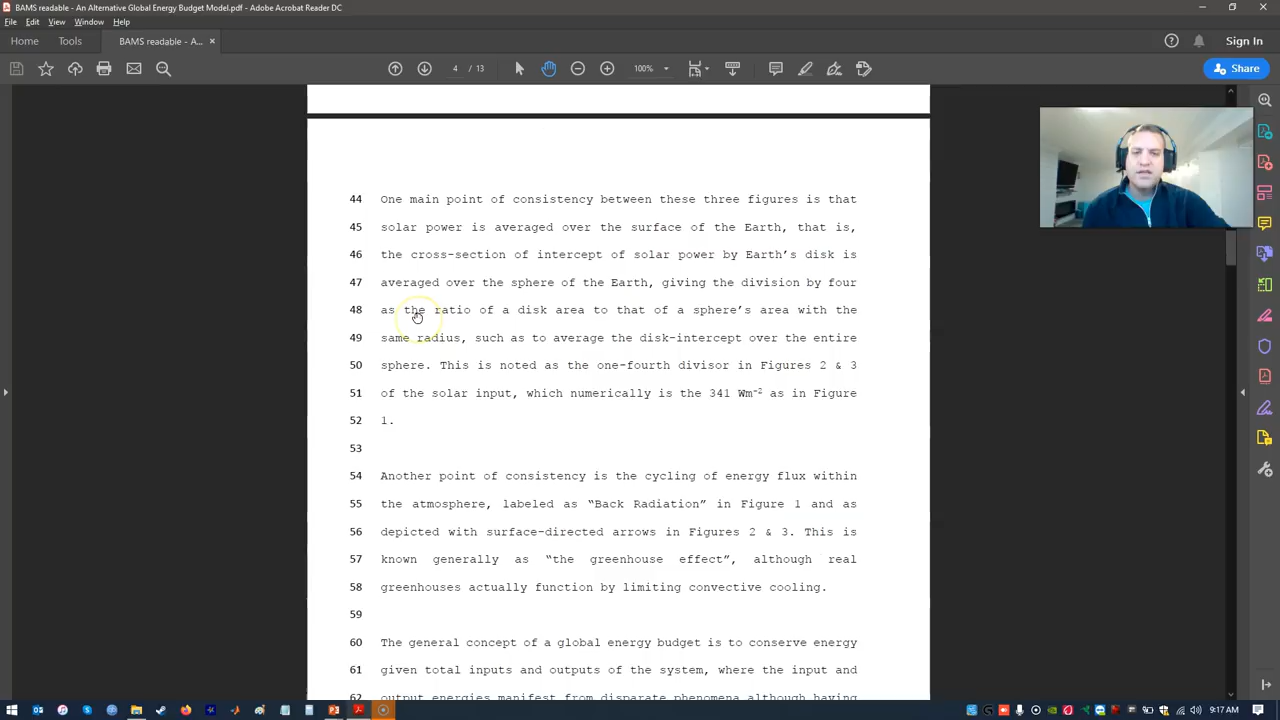 BAMS readable - An Alternative Global Energy Budget Model.pdf - Adobe Acrobat Reader DC
File Edit View Window Help
Home Tools BAMS readable - A... × Sign In
4 / 13 100% Share
44 One main point of consistency between these three figures is that
45 solar power is averaged over the surface of the Earth, that is,
46 the cross-section of intercept of solar power by Earth's disk is
47 averaged over the sphere of the Earth, giving the division by four
48 as the ratio of a disk area to that of a sphere's area with the
49 same radius, such as to average the disk-intercept over the entire
50 sphere. This is noted as the one-fourth divisor in Figures 2 & 3
51 of the solar input, which numerically is the 341 Wm⁻² as in Figure
52 1.
53
54 Another point of consistency is the cycling of energy flux within
55 the atmosphere, labeled as “Back Radiation” in Figure 1 and as
56 depicted with surface-directed arrows in Figures 2 & 3. This is
57 known generally as “the greenhouse effect”, although real
58 greenhouses actually function by limiting convective cooling.
59
60 The general concept of a global energy budget is to conserve energy
61 given total inputs and outputs of the system, where the input and
62 output energies manifest from disparate phenomena although having
9:17 AM